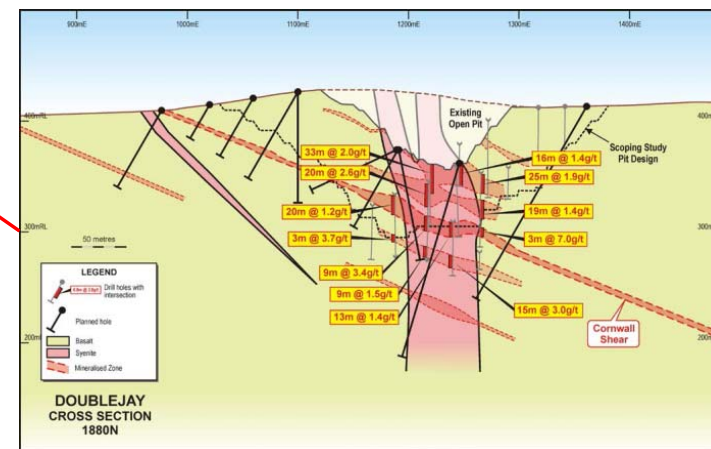 900mE 1000mE 1100mE 1200mE 1300mE 1400mE
400mRL
300mRL
200mRL
Existing
Open Pit
Scoping Study
Pit Design
33m @ 2.0g/t
20m @ 2.6g/t
20m @ 1.2g/t
3m @ 3.7g/t
9m @ 3.4g/t
9m @ 1.5g/t
13m @ 1.4g/t
16m @ 1.4g/t
25m @ 1.9g/t
19m @ 1.4g/t
3m @ 7.0g/t
15m @ 3.0g/t
Cornwall
Shear
50 metres
LEGEND
Drill holes with
intersection
Planned hole
Basalt
Syenite
Mineralised Zone
DOUBLEJAY
CROSS SECTION
1880N